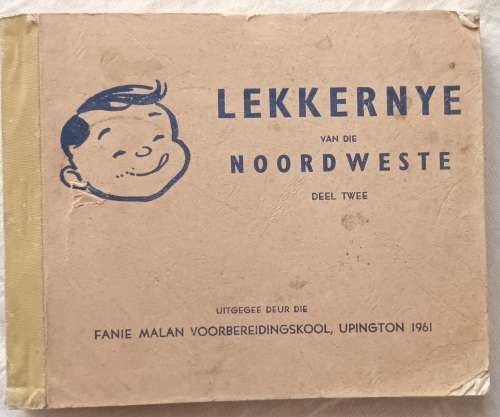 LEKKERNYE
VAN DIE
NOORDWESTE
DEEL TWEE
UITGEGEE DEUR DIE
FANIE MALAN VOORBEREIDINGSKOOL, UPINGTON 1961